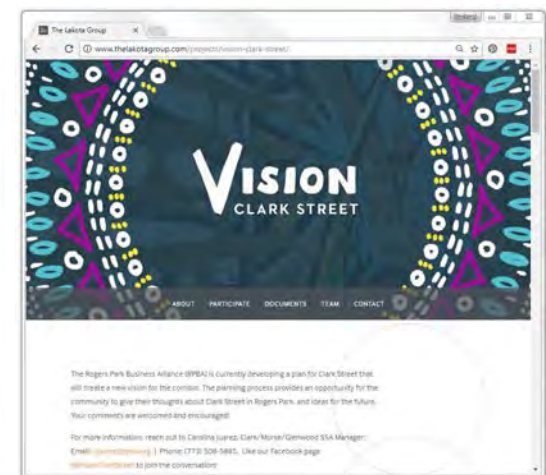 The Lakota Group
www.thelakotagroup.com/projects/vision-clark-street/
VISION
CLARK STREET
ABOUT PARTICIPATE DOCUMENTS TEAM CONTACT
The Rogers Park Business Alliance (RPBA) is currently developing a plan for Clark Street that
will create a new vision for the corridor. The planning process provides an opportunity for the
community to give their thoughts about Clark Street in Rogers Park, and ideas for the future.
Your comments are welcomed and encouraged!
For more information, reach out to Carolina Juarez, Clark/Morse/Glenwood SSA Manager:
Email: | Phone: (773) 508-5885. Like our Facebook page
to join the conversation!